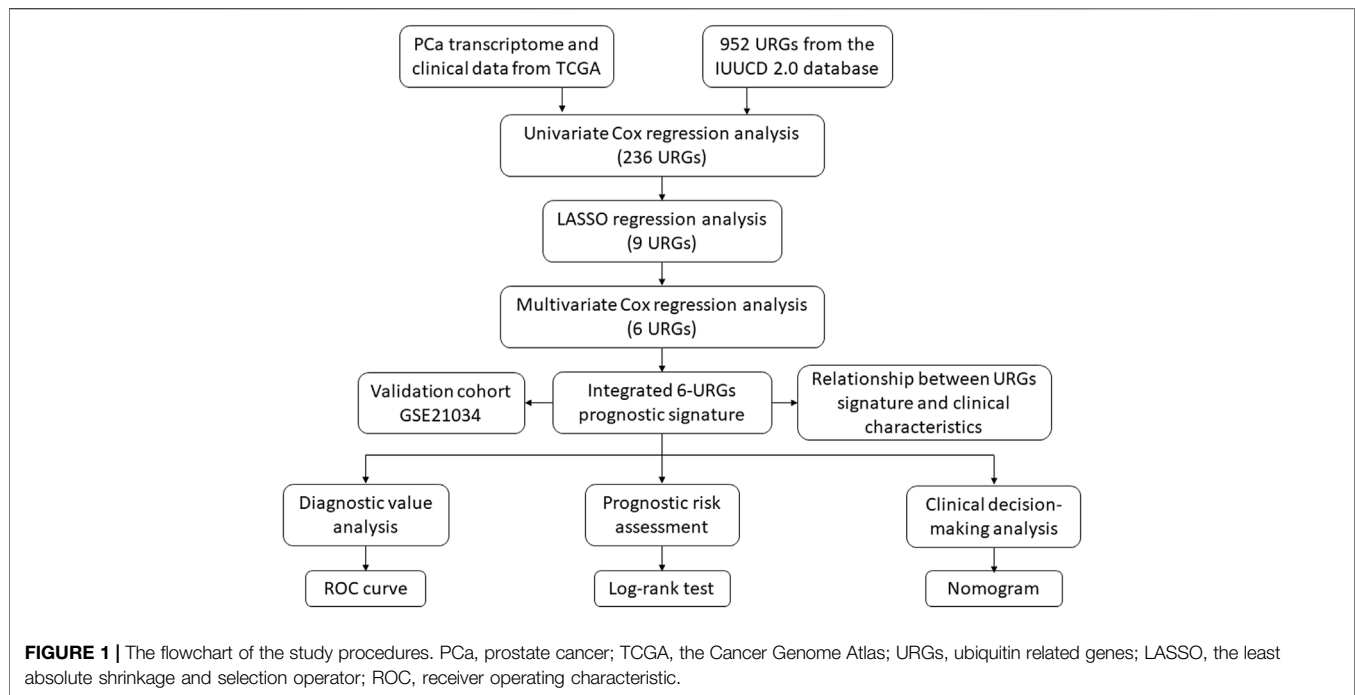 PCa transcriptome and
clinical data from TCGA
952 URGs from the
IUUCD 2.0 database
Univariate Cox regression analysis
(236 URGs)
LASSO regression analysis
(9 URGs)
Multivariate Cox regression analysis
(6 URGs)
Validation cohort
GSE21034
Integrated 6-URGs
prognostic signature
Relationship between URGs
signature and clinical
characteristics
Diagnostic value
analysis
Prognostic risk
assessment
Clinical decision-
making analysis
ROC curve
Log-rank test
Nomogram
FIGURE 1 | The flowchart of the study procedures. PCa, prostate cancer; TCGA, the Cancer Genome Atlas; URGs, ubiquitin related genes; LASSO, the least
absolute shrinkage and selection operator; ROC, receiver operating characteristic.